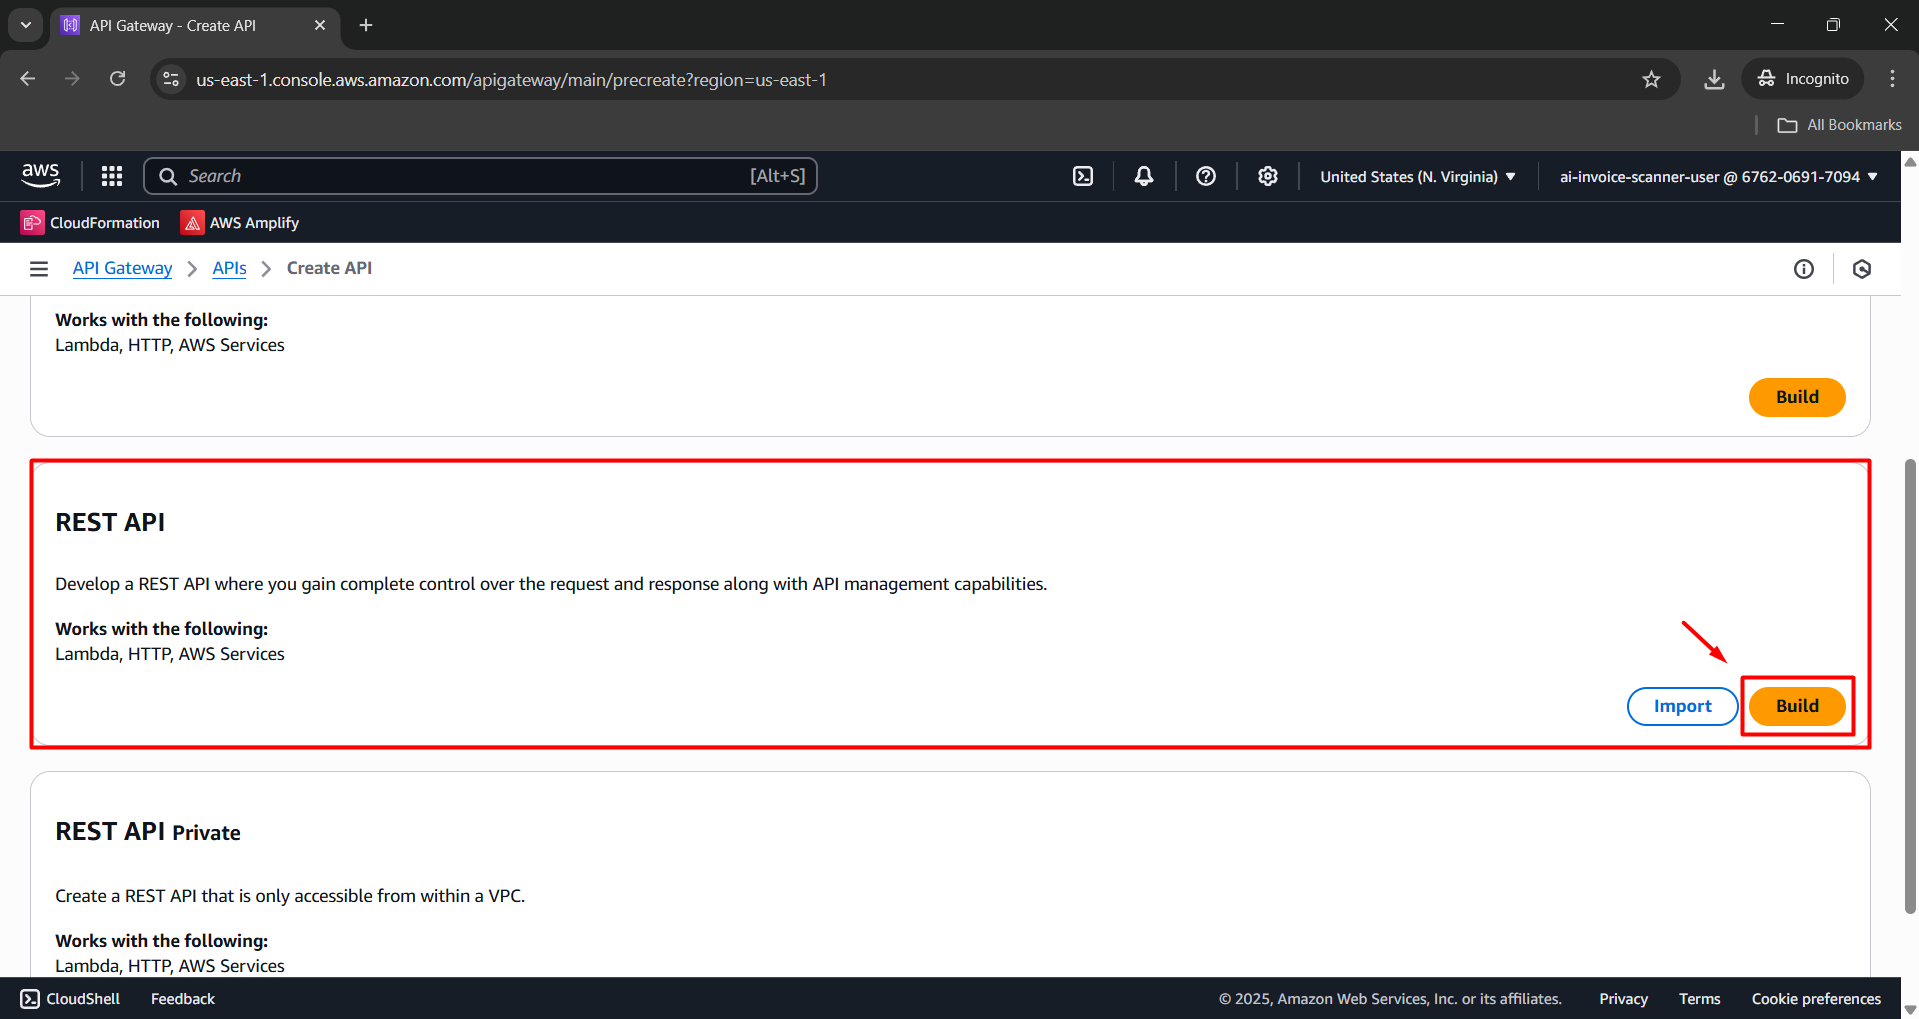 API Gateway - Create API
us-east-1.console.aws.amazon.com/apigateway/main/precreate?region=us-east-1
Incognito
All Bookmarks
aws
Search
[Alt+S]
United States (N. Virginia)
ai-invoice-scanner-user @ 6762-0691-7094
CloudFormation
AWS Amplify
API Gateway
APIs
Create API
Works with the following:
Lambda, HTTP, AWS Services
Build
REST API
Develop a REST API where you gain complete control over the request and response along with API management capabilities.
Works with the following:
Lambda, HTTP, AWS Services
Import
Build
REST API Private
Create a REST API that is only accessible from within a VPC.
Works with the following:
Lambda, HTTP, AWS Services
CloudShell
Feedback
© 2025, Amazon Web Services, Inc. or its affiliates.
Privacy
Terms
Cookie preferences